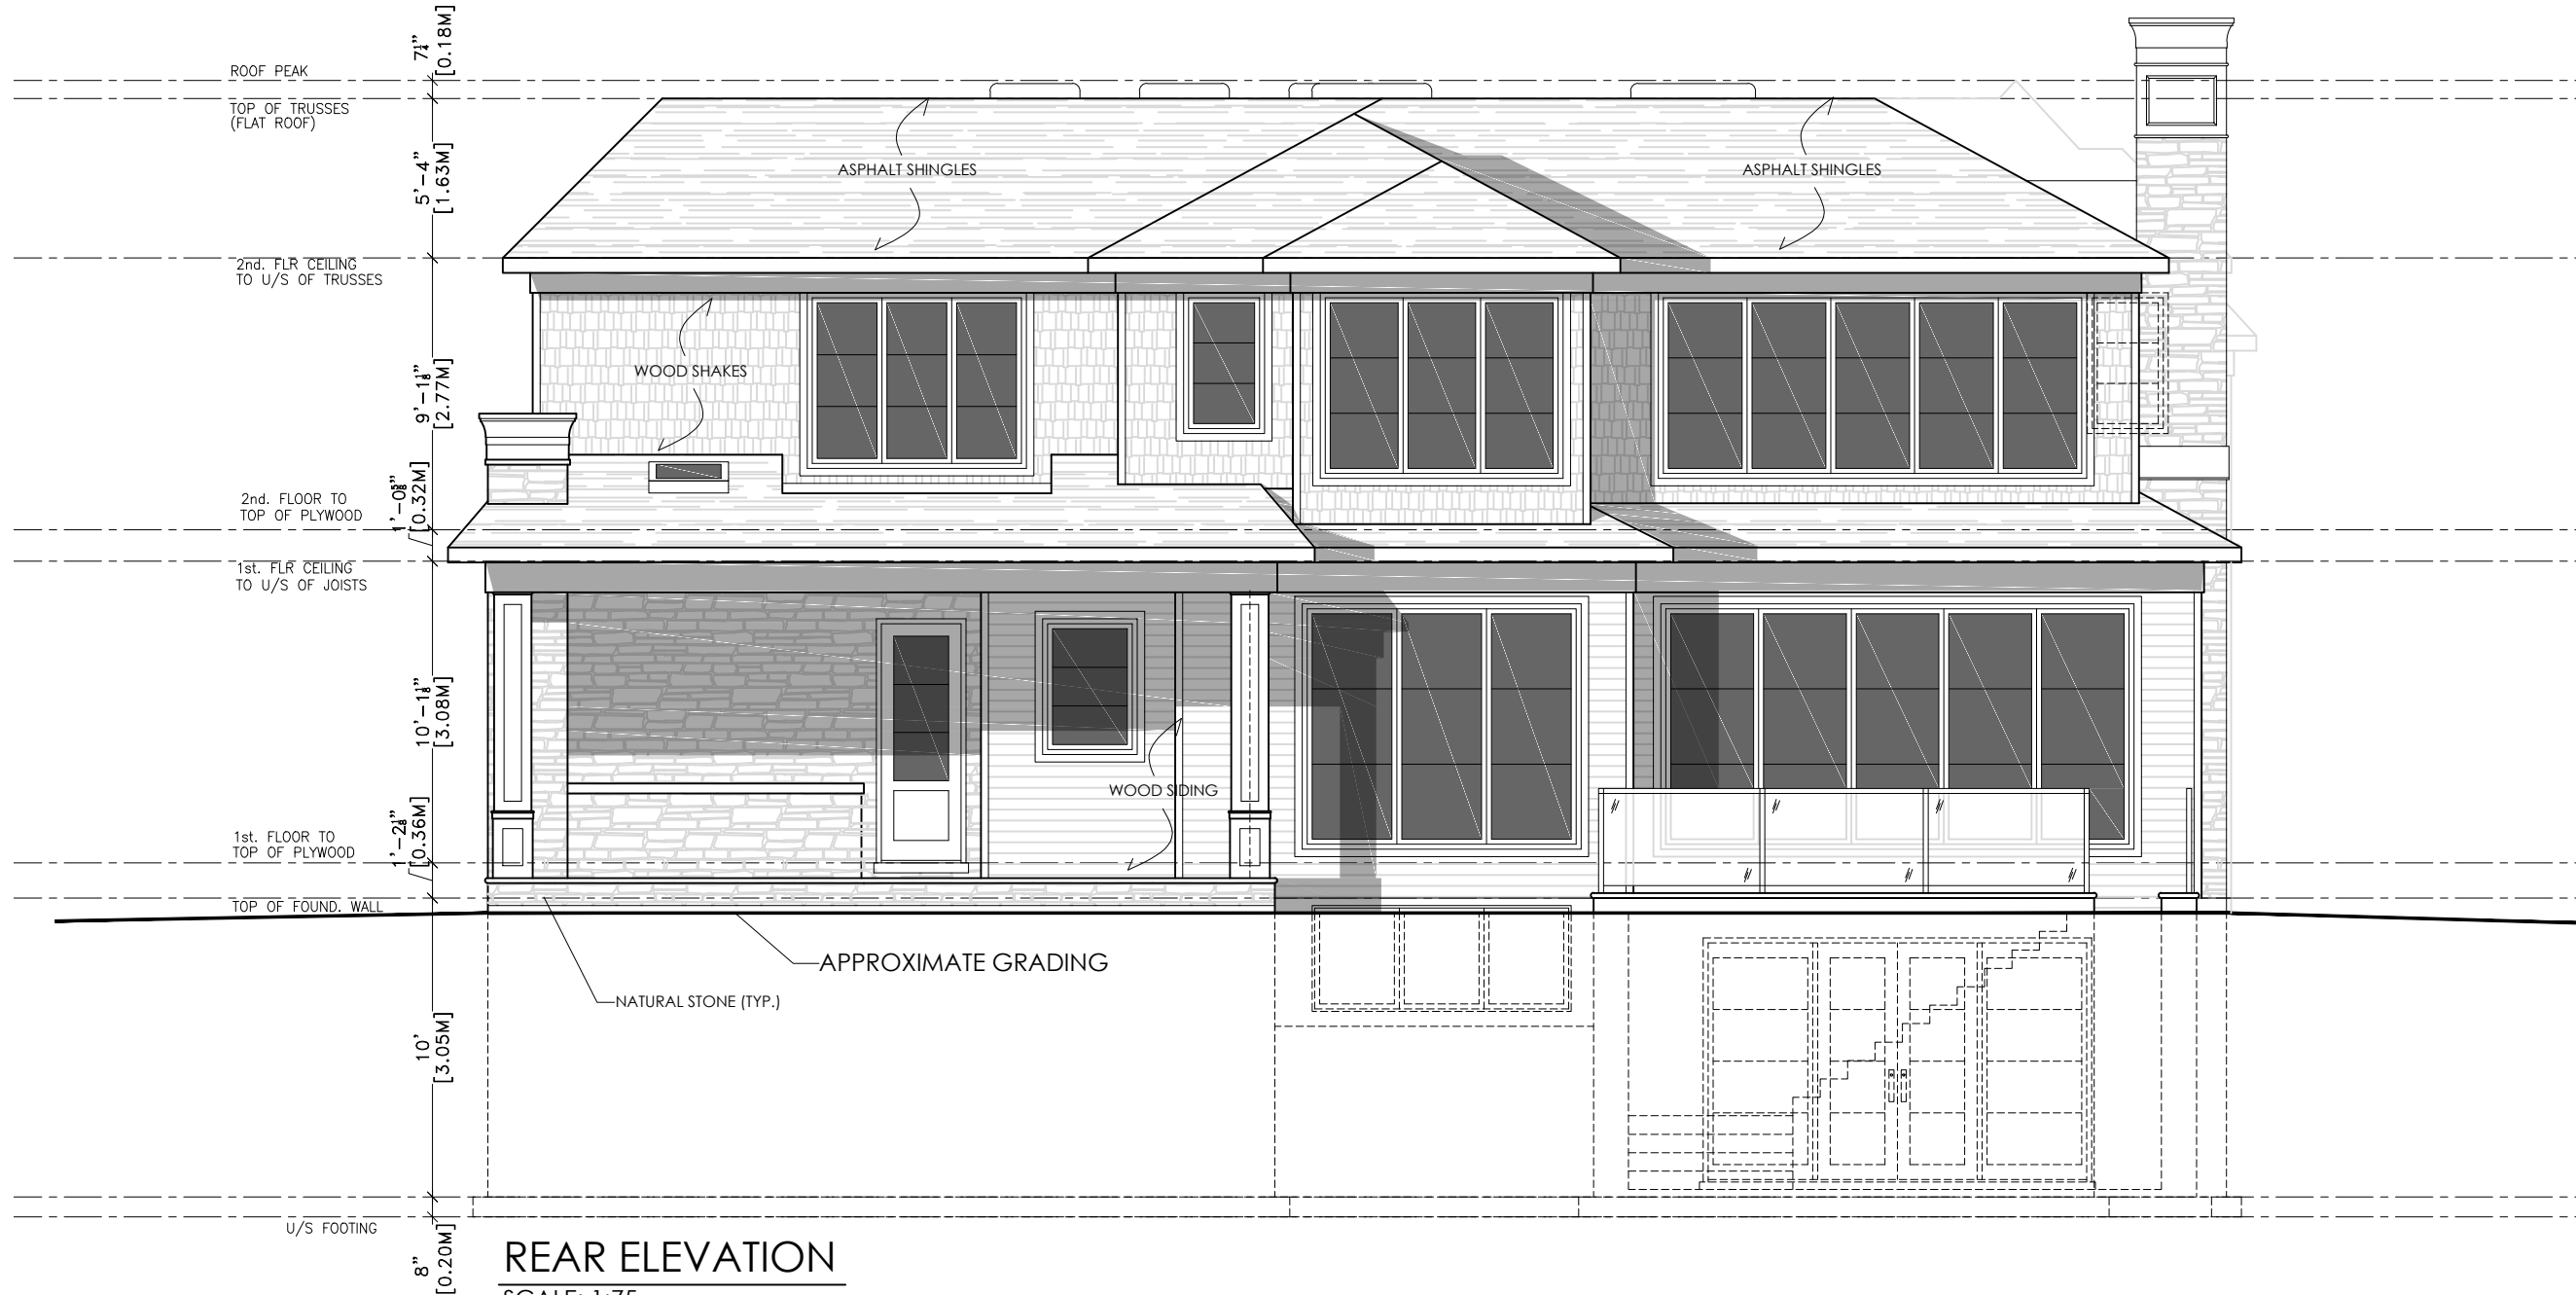 7¼"
[0.18M]
ROOF PEAK
TOP OF TRUSSES
(FLAT ROOF)
5'-4"
[1.63M]
ASPHALT SHINGLES
ASPHALT SHINGLES
2nd. FLR CEILING
TO U/S OF TRUSSES
9'-1⅛"
[2.77M]
WOOD SHAKES
1'-0⅝"
[0.32M]
2nd. FLOOR TO
TOP OF PLYWOOD
1st. FLR CEILING
TO U/S OF JOISTS
10'-1⅛"
[3.08M]
WOOD SIDING
1'-2⅛"
[0.36M]
1st. FLOOR TO
TOP OF PLYWOOD
TOP OF FOUND. WALL
APPROXIMATE GRADING
NATURAL STONE (TYP.)
10'
[3.05M]
U/S FOOTING
8"
[0.20M]
REAR ELEVATION
SCALE: 1:75